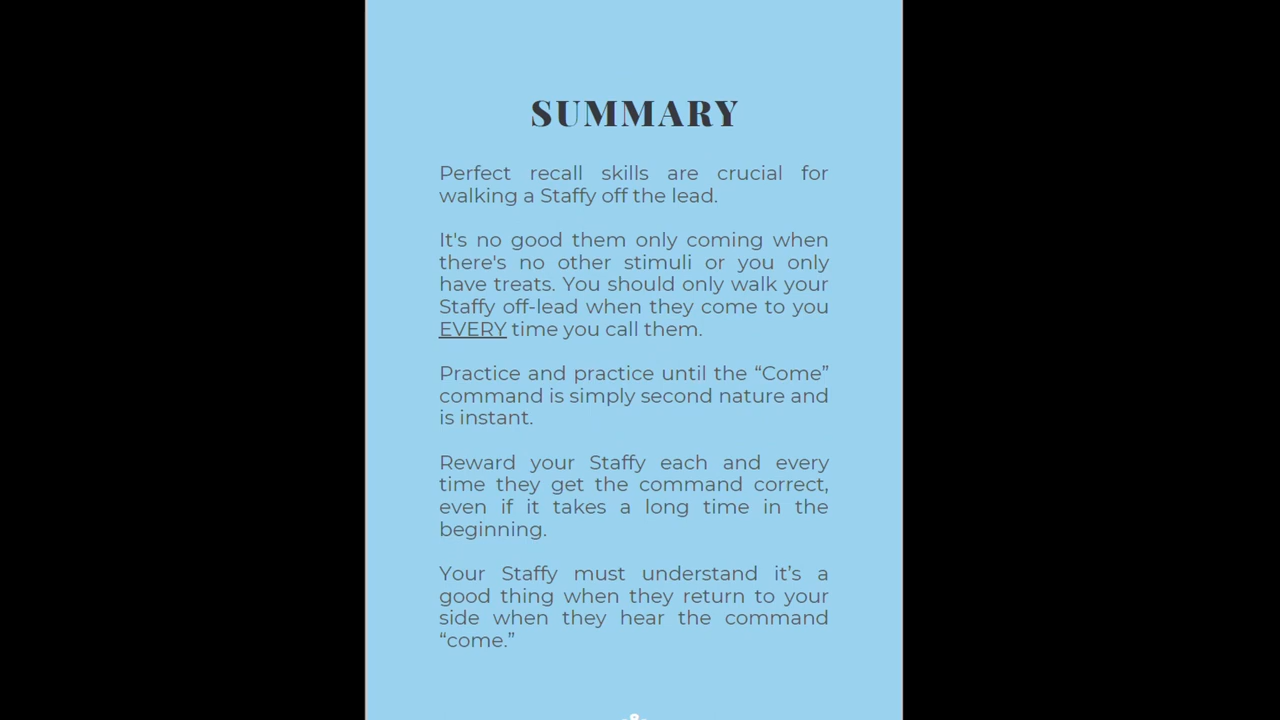 SUMMARY
Perfect recall skills are crucial for
walking a Staffy off the lead.
It's no good them only coming when
there's no other stimuli or you only
have treats. You should only walk your
Staffy off-lead when they come to you
EVERY time you call them.
Practice and practice until the “Come”
command is simply second nature and
is instant.
Reward your Staffy each and every
time they get the command correct,
even if it takes a long time in the
beginning.
Your Staffy must understand it’s a
good thing when they return to your
side when they hear the command
“come.”